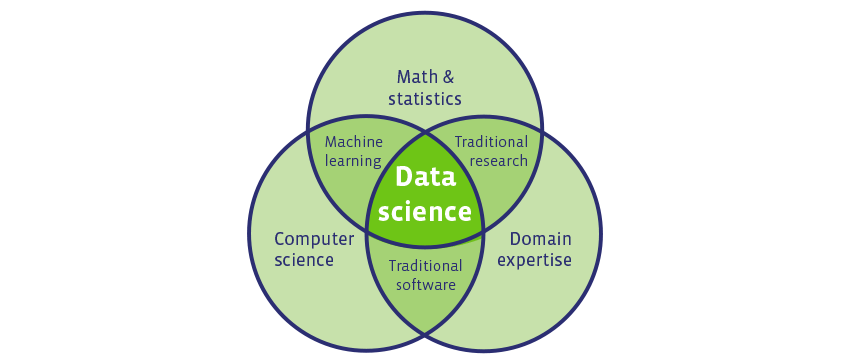 Math &
statistics
Machine
learning
Traditional
research
Data
science
Computer
science
Domain
expertise
Traditional
software